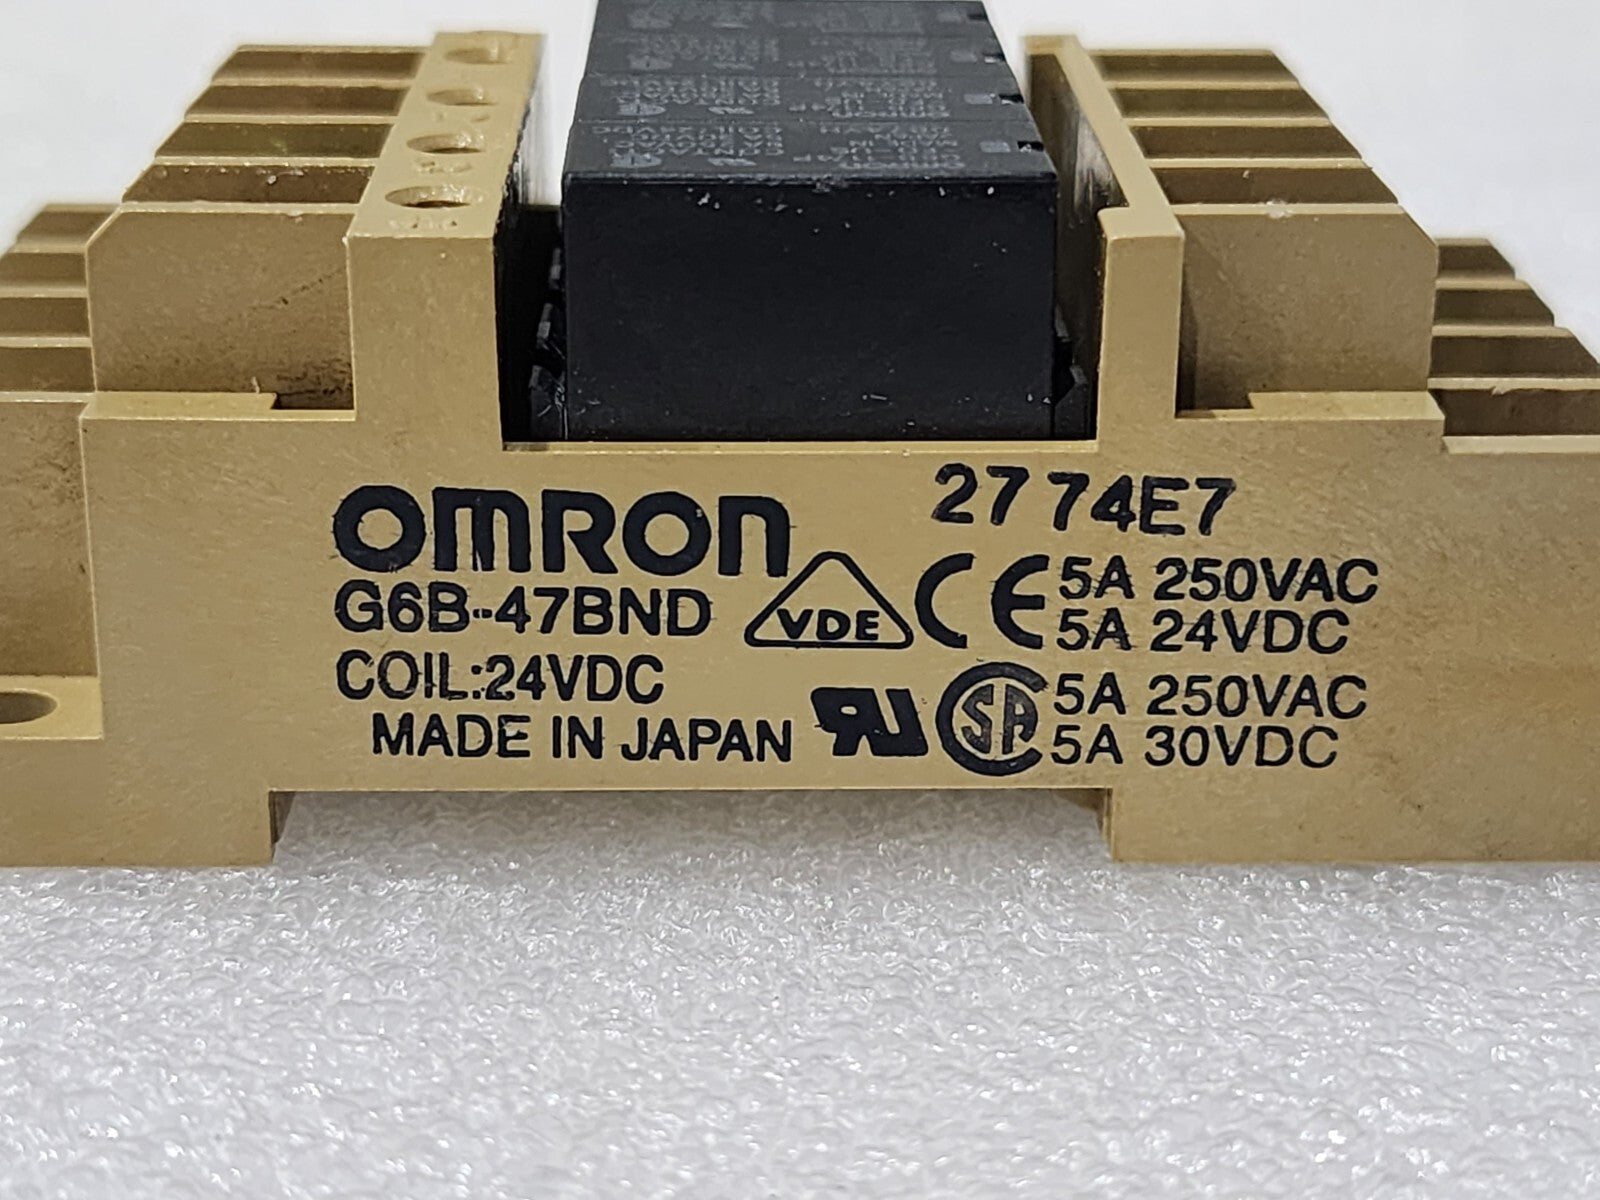 OMRON
2774E7
G6B-47BND
VDE
CE
5A 250VAC
5A 24VDC
COIL:24VDC
MADE IN JAPAN
SA
5A 250VAC
5A 30VDC